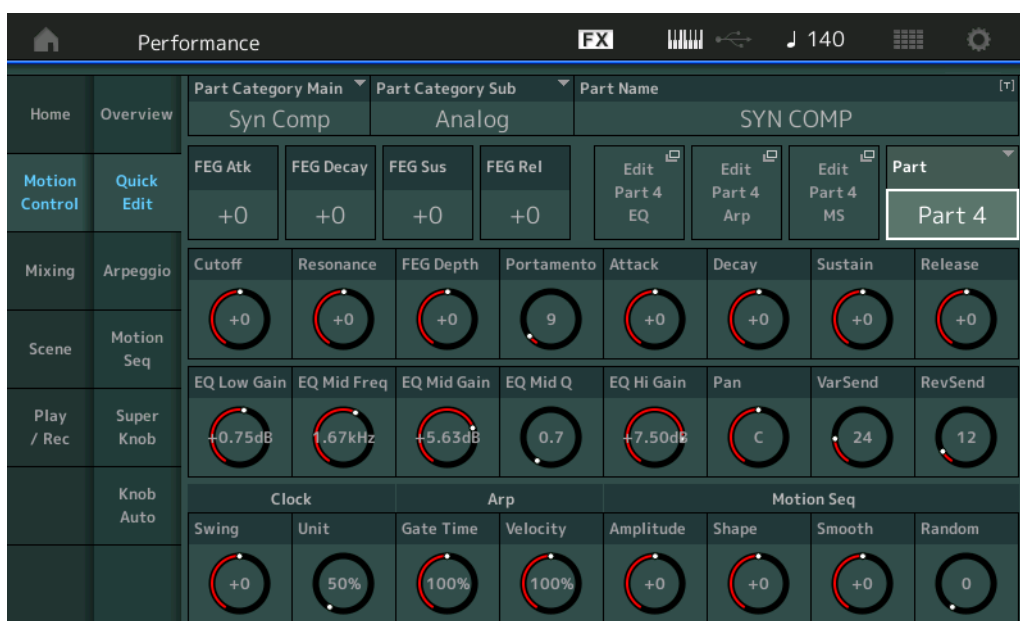 Performance FX ♩ 140
Home Overview
Part Category Main Part Category Sub Part Name [T]
Syn Comp Analog SYN COMP
Motion Control
Quick Edit
FEG Atk FEG Decay FEG Sus FEG Rel
+0 +0 +0 +0
Edit
Part 4
EQ
Edit
Part 4
Arp
Edit
Part 4
MS
Part
Part 4
Mixing Arpeggio
Cutoff Resonance FEG Depth Portamento Attack Decay Sustain Release
+0 +0 +0 9 +0 +0 +0 +0
Scene
Motion
Seq
EQ Low Gain EQ Mid Freq EQ Mid Gain EQ Mid Q EQ Hi Gain Pan VarSend RevSend
+0.75dB 1.67kHz +5.63dB 0.7 +7.50dB C 24 12
Play
/ Rec
Super
Knob
Knob
Auto
Clock Arp Motion Seq
Swing Unit Gate Time Velocity Amplitude Shape Smooth Random
+0 50% 100% 100% +0 +0 +0 0